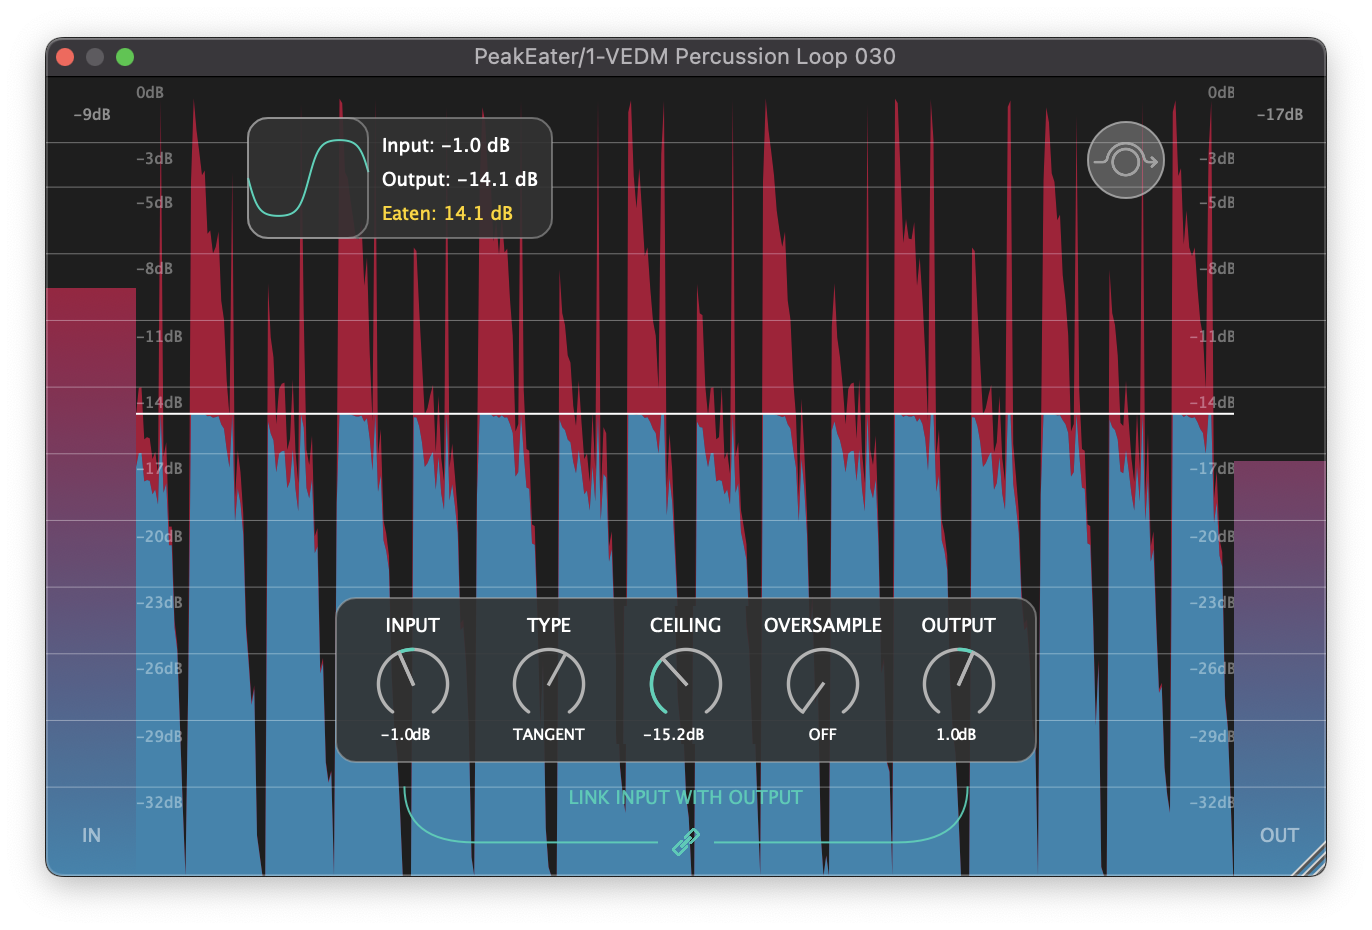 PeakEater/1-VEDM Percussion Loop 030
0dB
0dB
-9dB
-17dB
Input: -1.0 dB
-3dB
-3dB
Output: -14.1 dB
-5dB
-5dB
Eaten: 14.1 dB
-8dB
-8dB
-11dB
-11dB
-14dB
-14dB
-17dB
-17dB
-20dB
-20dB
-23dB
-23dB
INPUT TYPE CEILING OVERSAMPLE OUTPUT
-26dB
-26dB
-1.0dB TANGENT -15.2dB OFF 1.0dB
-29dB
-29dB
LINK INPUT WITH OUTPUT
-32dB
-32dB
IN
OUT